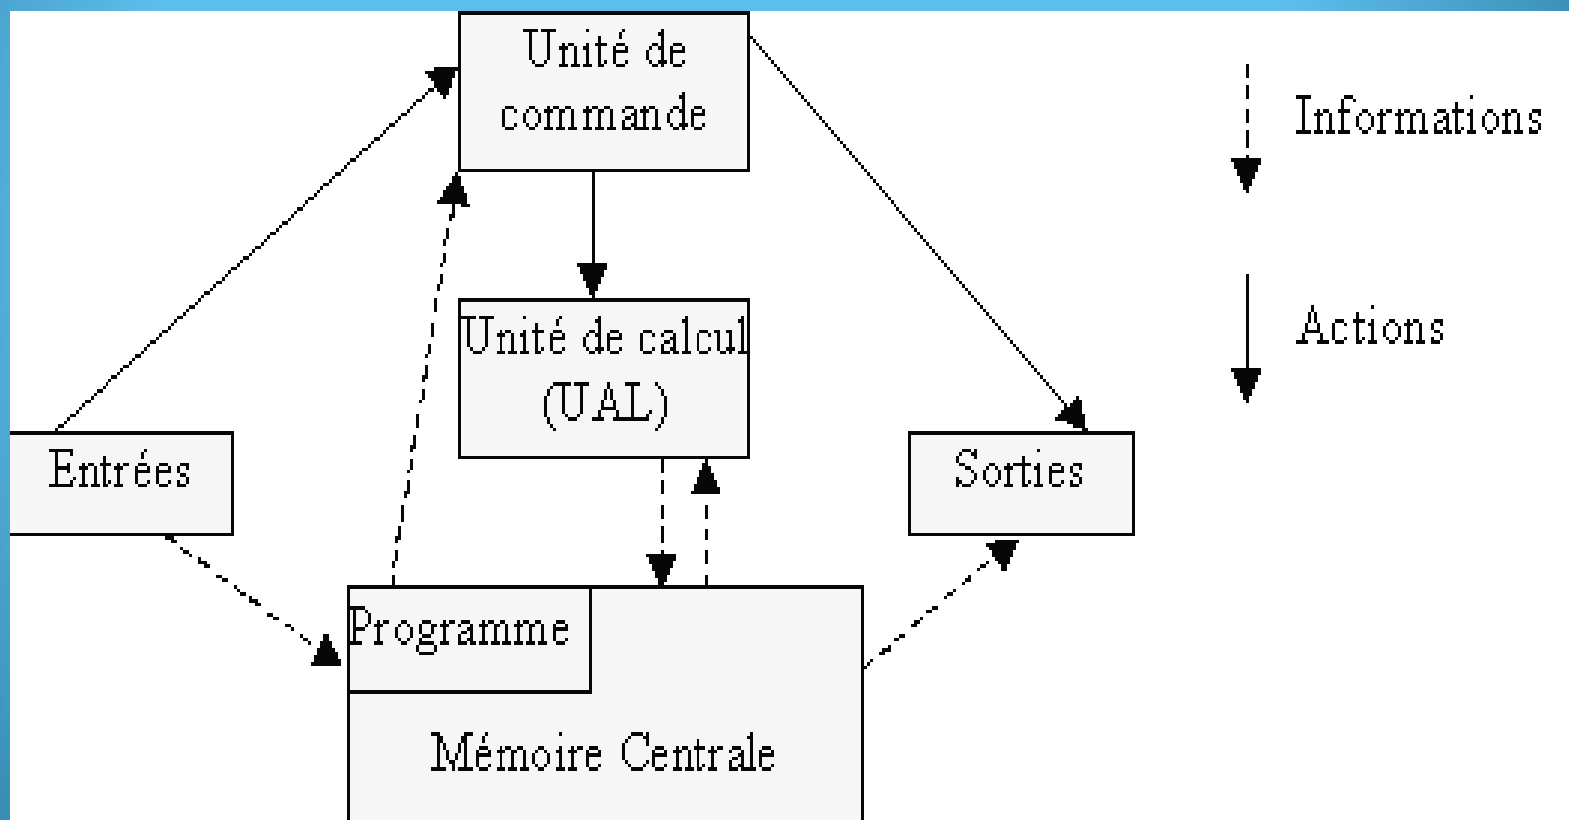 Unité de
commande
Informations
Unité de calcul
(UAL)
Actions
Entrées
Sorties
Programme
Mémoire Centrale